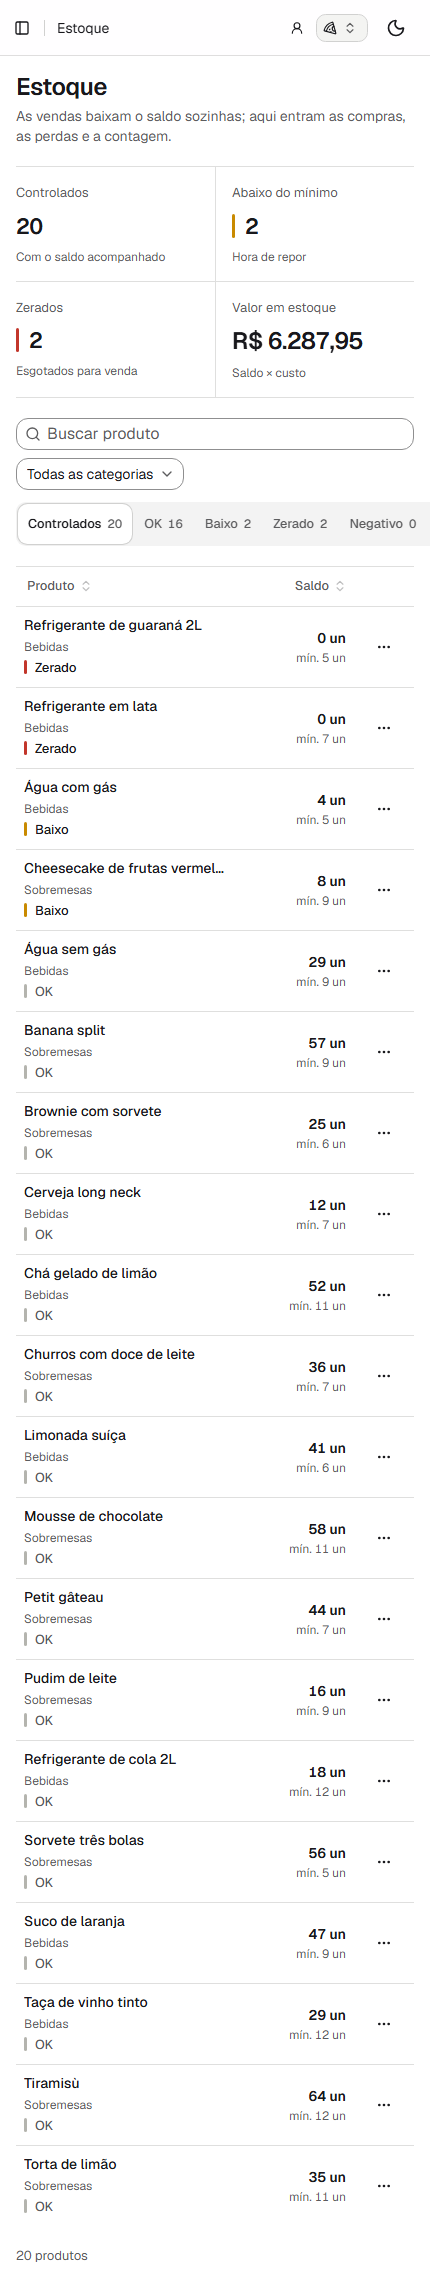 Estoque
Estoque
As vendas baixam o saldo sozinhas; aqui entram as compras,
as perdas e a contagem.
Controlados
20
Com o saldo acompanhado
Abaixo do mínimo
2
Hora de repor
Zerados
2
Esgotados para venda
Valor em estoque
R$ 6.287,95
Saldo × custo
Buscar produto
Todas as categorias
Controlados 20 OK 16 Baixo 2 Zerado 2 Negativo 0
Produto Saldo
Refrigerante de guaraná 2L
Bebidas
Zerado
0 un
mín. 5 un
Refrigerante em lata
Bebidas
Zerado
0 un
mín. 7 un
Água com gás
Bebidas
Baixo
4 un
mín. 5 un
Cheesecake de frutas vermel...
Sobremesas
Baixo
8 un
mín. 9 un
Água sem gás
Bebidas
OK
29 un
mín. 9 un
Banana split
Sobremesas
OK
57 un
mín. 9 un
Brownie com sorvete
Sobremesas
OK
25 un
mín. 6 un
Cerveja long neck
Bebidas
OK
12 un
mín. 7 un
Chá gelado de limão
Bebidas
OK
52 un
mín. 11 un
Churros com doce de leite
Sobremesas
OK
36 un
mín. 7 un
Limonada suíça
Bebidas
OK
41 un
mín. 6 un
Mousse de chocolate
Sobremesas
OK
58 un
mín. 11 un
Petit gâteau
Sobremesas
OK
44 un
mín. 7 un
Pudim de leite
Sobremesas
OK
16 un
mín. 9 un
Refrigerante de cola 2L
Bebidas
OK
18 un
mín. 12 un
Sorvete três bolas
Sobremesas
OK
56 un
mín. 5 un
Suco de laranja
Bebidas
OK
47 un
mín. 9 un
Taça de vinho tinto
Bebidas
OK
29 un
mín. 12 un
Tiramisù
Sobremesas
OK
64 un
mín. 12 un
Torta de limão
Sobremesas
OK
35 un
mín. 11 un
20 produtos